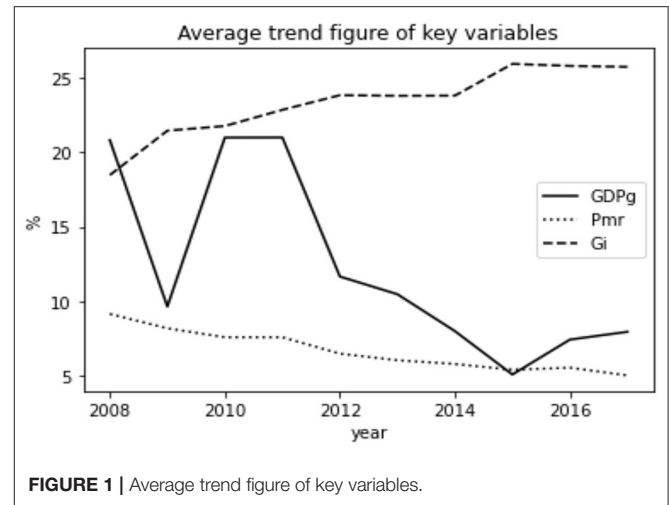 Average trend figure of key variables
25
20
15
10
5
%
GDPg
Pmr
Gi
2008
2010
2012
2014
2016
year
FIGURE 1 | Average trend figure of key variables.